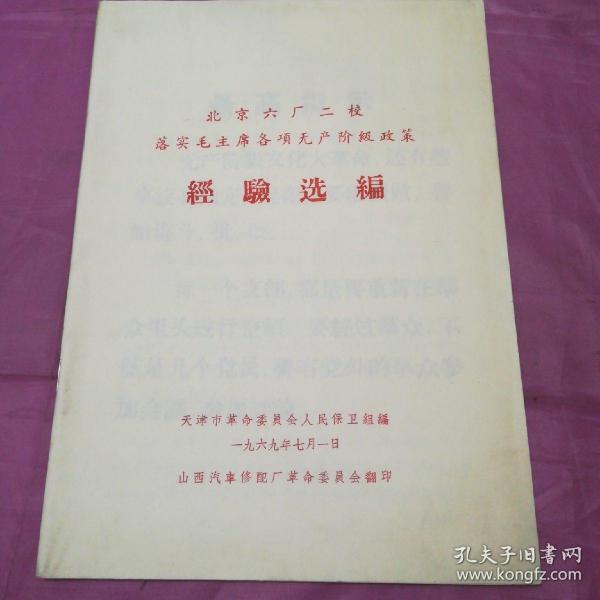 北京六厂二校
落实毛主席各項无产阶級政策
經驗选編
天津市革命委員会人民保卫組編
一九六九年七月一日
山西汽車修配厂革命委員会翻印
孔夫子旧书网
www.kongfz.com